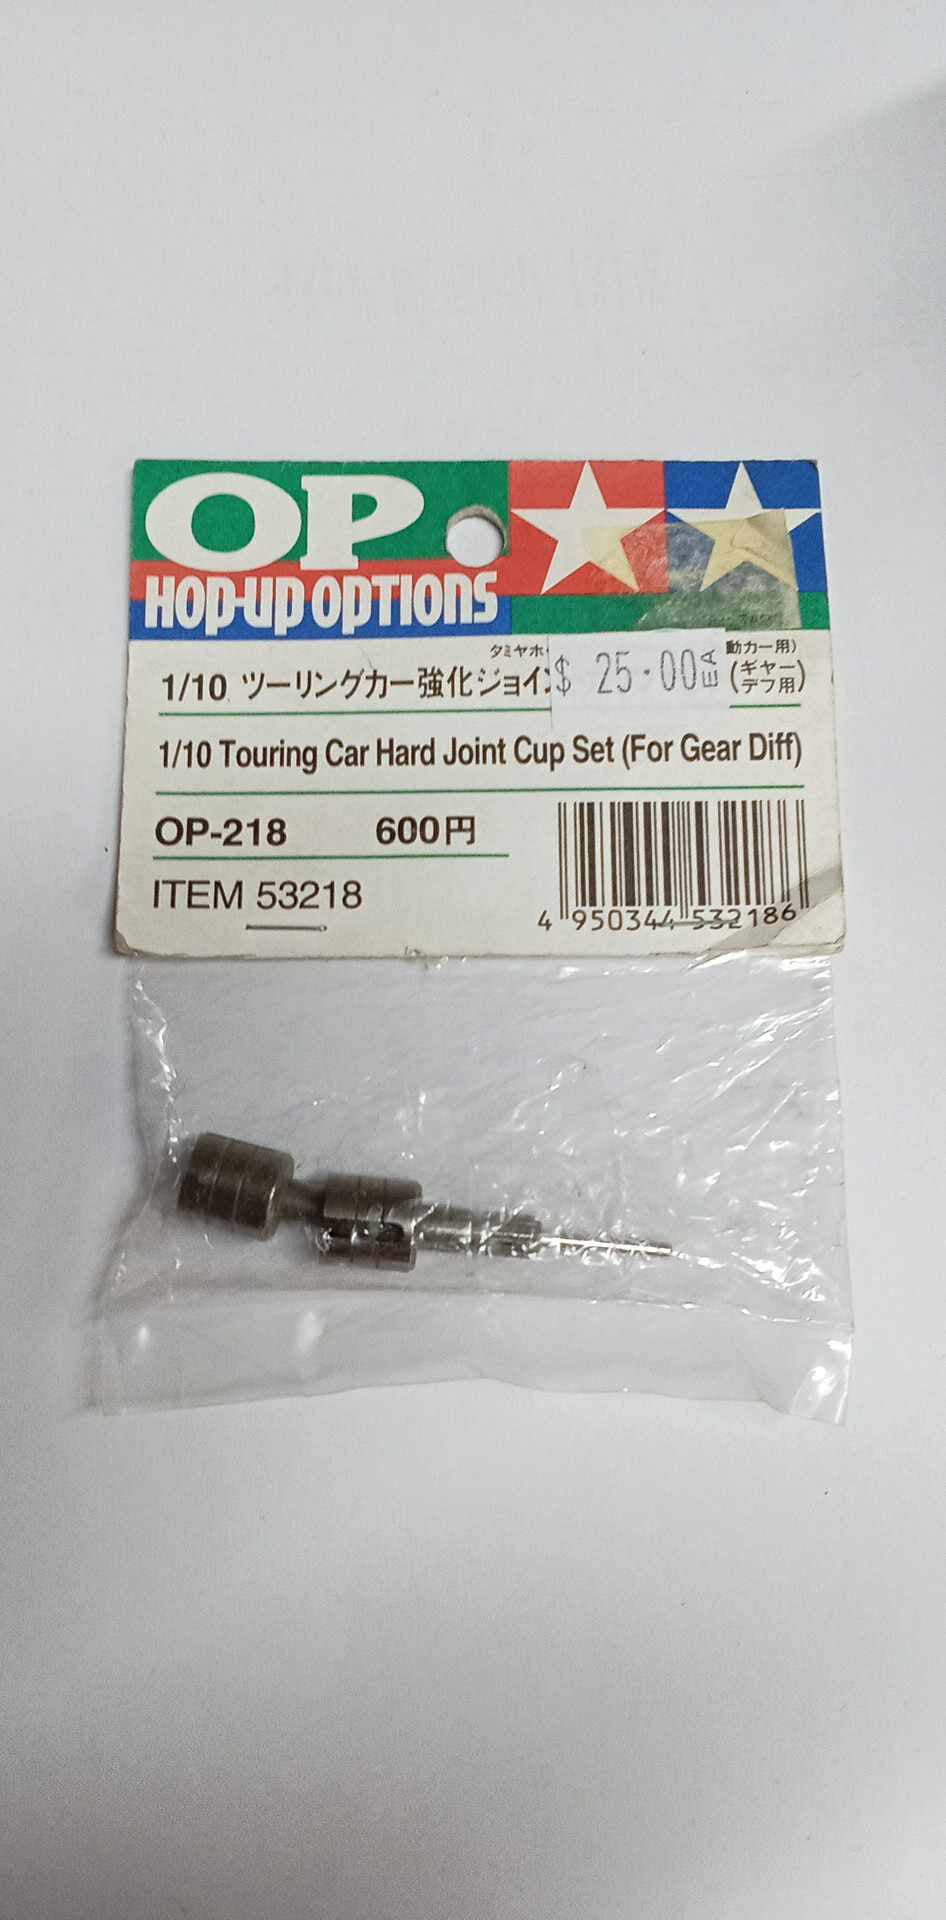 OP
HOP-UP OPTIONS
タミヤホ 動カー用)
1/10 ツーリングカー強化ジョイン (ギヤーデフ用)
$ 25.00 EA
1/10 Touring Car Hard Joint Cup Set (For Gear Diff)
OP-218 600円
ITEM 53218
4 950344 532186